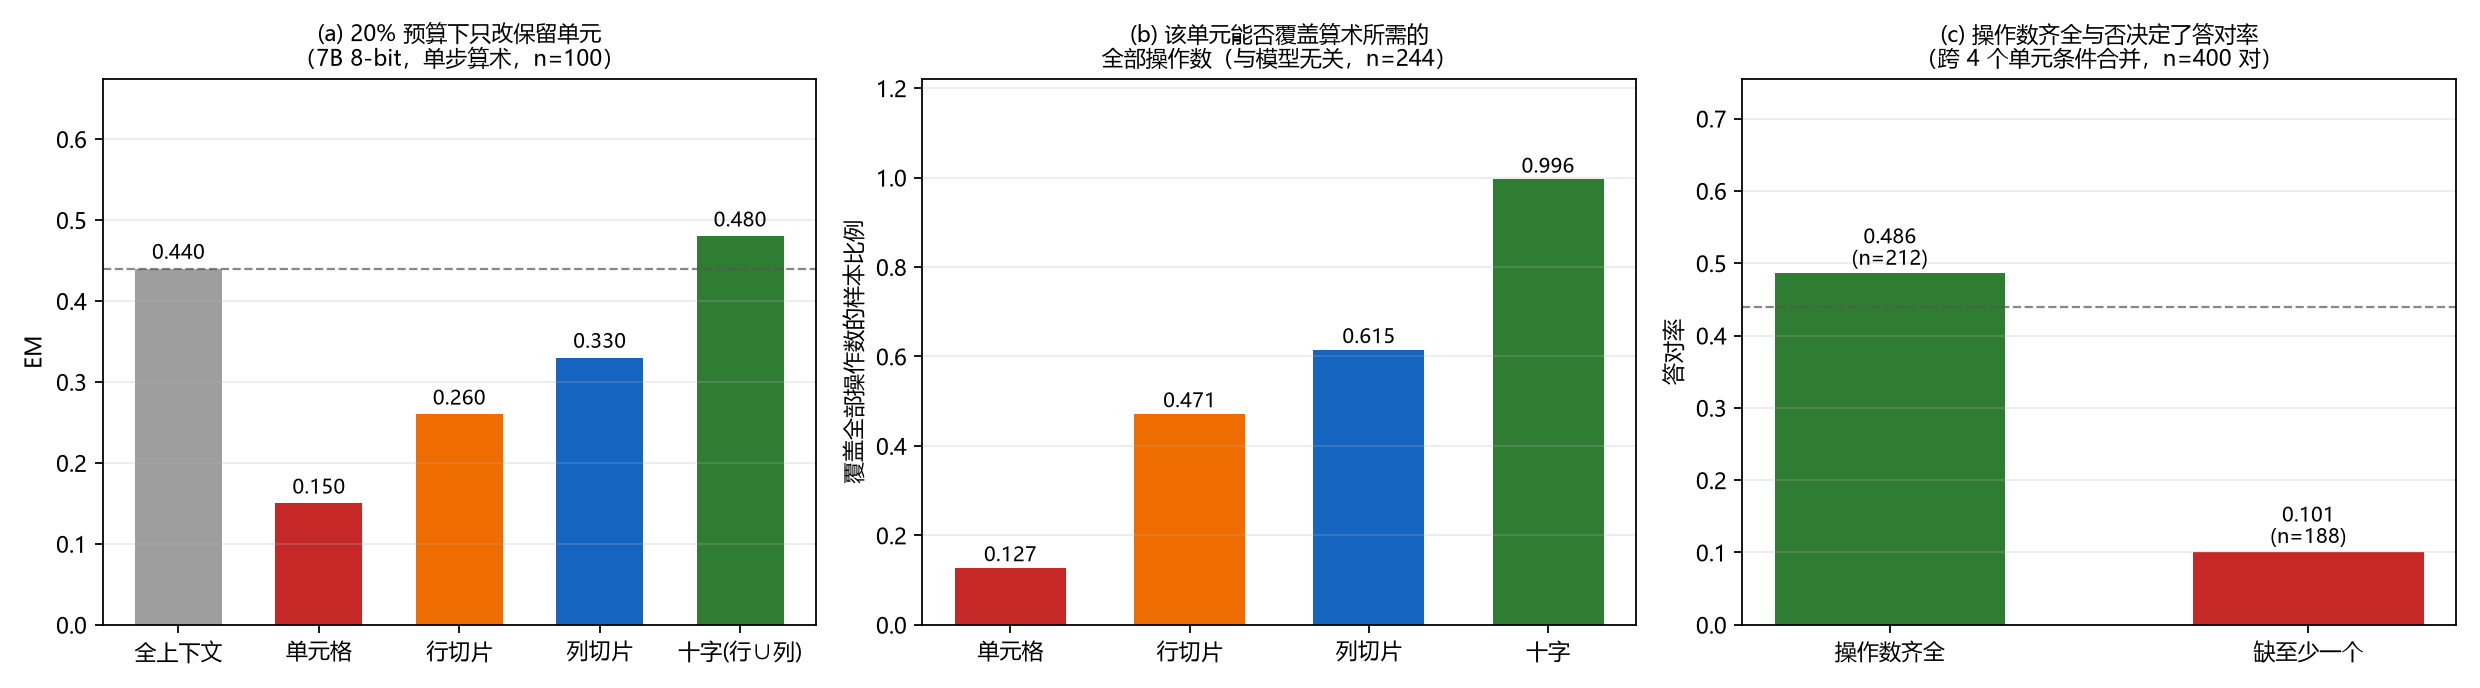 (a) 20% 预算下只改保留单元
（7B 8-bit，单步算术，n=100）
EM
0.6
0.5
0.4
0.3
0.2
0.1
0.0
0.440
0.150
0.260
0.330
0.480
全上下文
单元格
行切片
列切片
十字(行∪列)
(b) 该单元能否覆盖算术所需的
全部操作数（与模型无关，n=244）
覆盖全部操作数的样本比例
1.2
1.0
0.8
0.6
0.4
0.2
0.0
0.127
0.471
0.615
0.996
单元格
行切片
列切片
十字
(c) 操作数齐全与否决定了答对率
（跨 4 个单元条件合并，n=400 对）
答对率
0.7
0.6
0.5
0.4
0.3
0.2
0.1
0.0
0.486
(n=212)
0.101
(n=188)
操作数齐全
缺至少一个